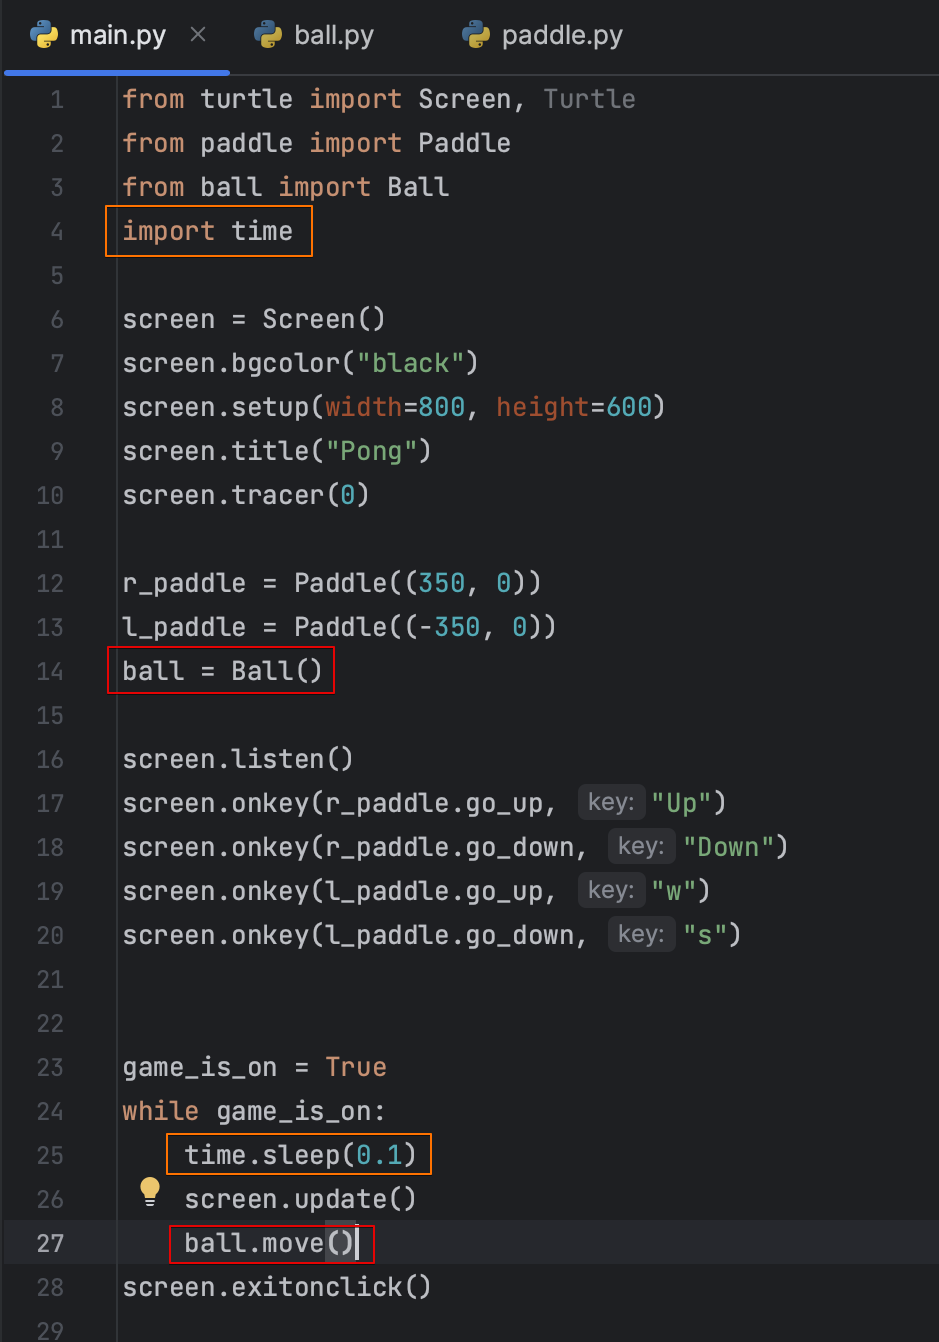 main.py × ball.py paddle.py
1 from turtle import Screen, Turtle
2 from paddle import Paddle
3 from ball import Ball
4 import time
5
6 screen = Screen()
7 screen.bgcolor("black")
8 screen.setup(width=800, height=600)
9 screen.title("Pong")
10 screen.tracer(0)
11
12 r_paddle = Paddle((350, 0))
13 l_paddle = Paddle((-350, 0))
14 ball = Ball()
15
16 screen.listen()
17 screen.onkey(r_paddle.go_up, key: "Up")
18 screen.onkey(r_paddle.go_down, key: "Down")
19 screen.onkey(l_paddle.go_up, key: "w")
20 screen.onkey(l_paddle.go_down, key: "s")
21
22
23 game_is_on = True
24 while game_is_on:
25     time.sleep(0.1)
26     screen.update()
27     ball.move()
28 screen.exitonclick()
29